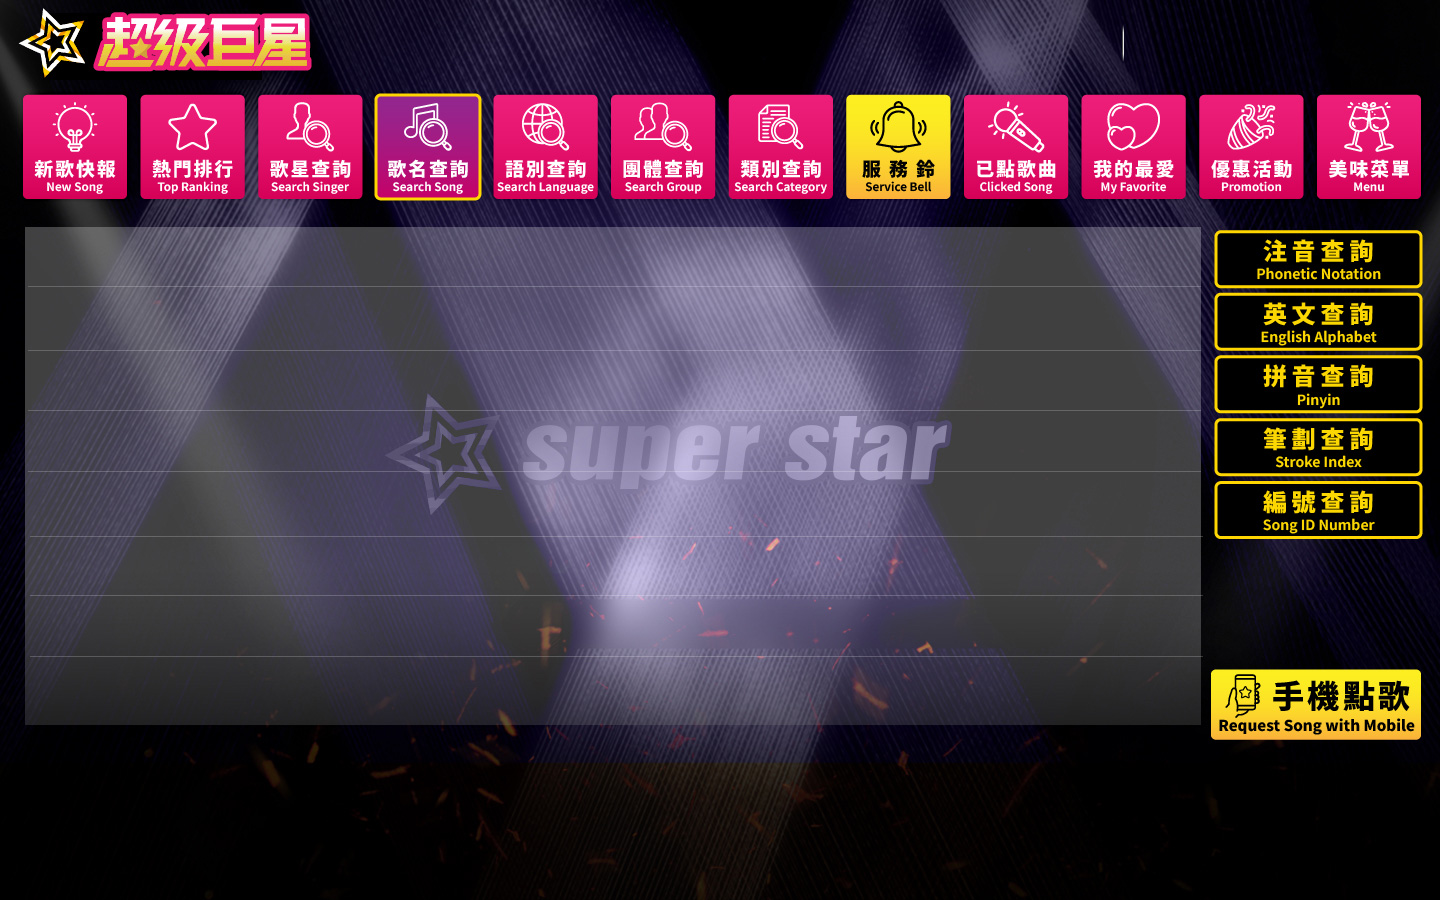 超级巨星
新歌快報
New Song
熱門排行
Top Ranking
歌星查詢
Search Singer
歌名查詢
Search Song
語別查詢
Search Language
團體查詢
Search Group
類別查詢
Search Category
服務鈴
Service Bell
已點歌曲
Clicked Song
我的最愛
My Favorite
優惠活動
Promotion
美味菜單
Menu
注音查詢
Phonetic Notation
英文查詢
English Alphabet
拼音查詢
Pinyin
筆劃查詢
Stroke Index
編號查詢
Song ID Number
super star
手機點歌
Request Song with Mobile